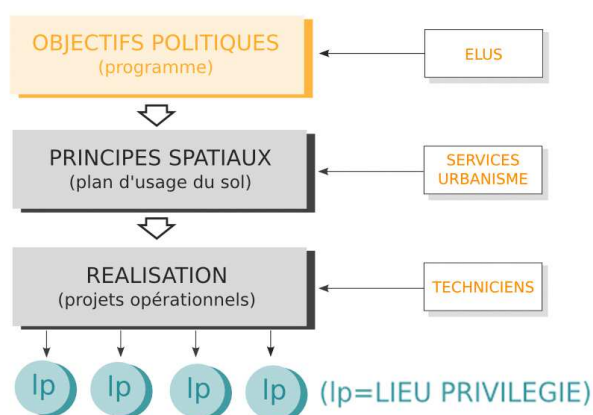 OBJECTIFS POLITIQUES
(programme)
ELUS
PRINCIPES SPATIAUX
(plan d'usage du sol)
SERVICES
URBANISME
REALISATION
(projets opérationnels)
TECHNICIENS
lp lp lp lp (lp=LIEU PRIVILEGIE)